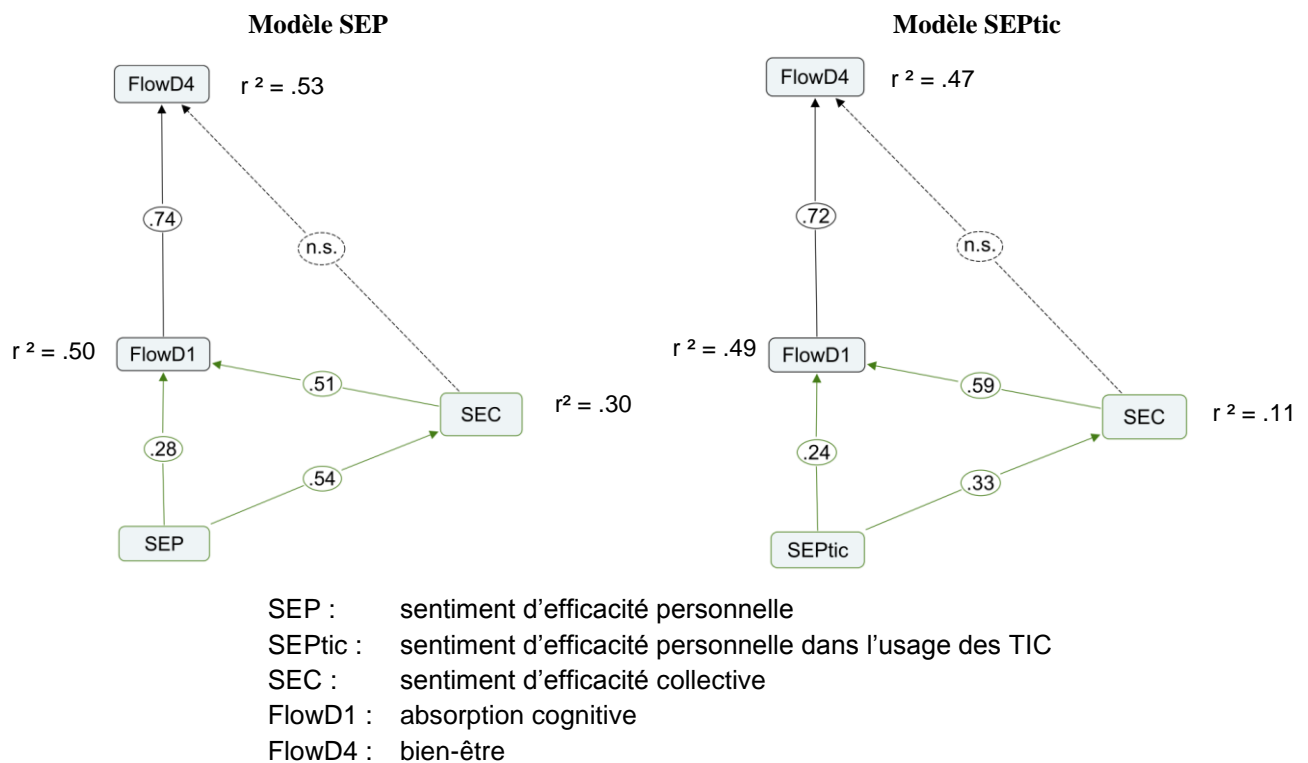 Modèle SEP
FlowD4
r ² = .53
.74
n.s.
r ² = .50
FlowD1
.51
SEC
r² = .30
.28
.54
SEP
Modèle SEPtic
FlowD4
r ² = .47
.72
n.s.
r ² = .49
FlowD1
.59
SEC
r ² = .11
.24
.33
SEPtic
SEP : sentiment d’efficacité personnelle
SEPtic : sentiment d’efficacité personnelle dans l’usage des TIC
SEC : sentiment d’efficacité collective
FlowD1 : absorption cognitive
FlowD4 : bien-être